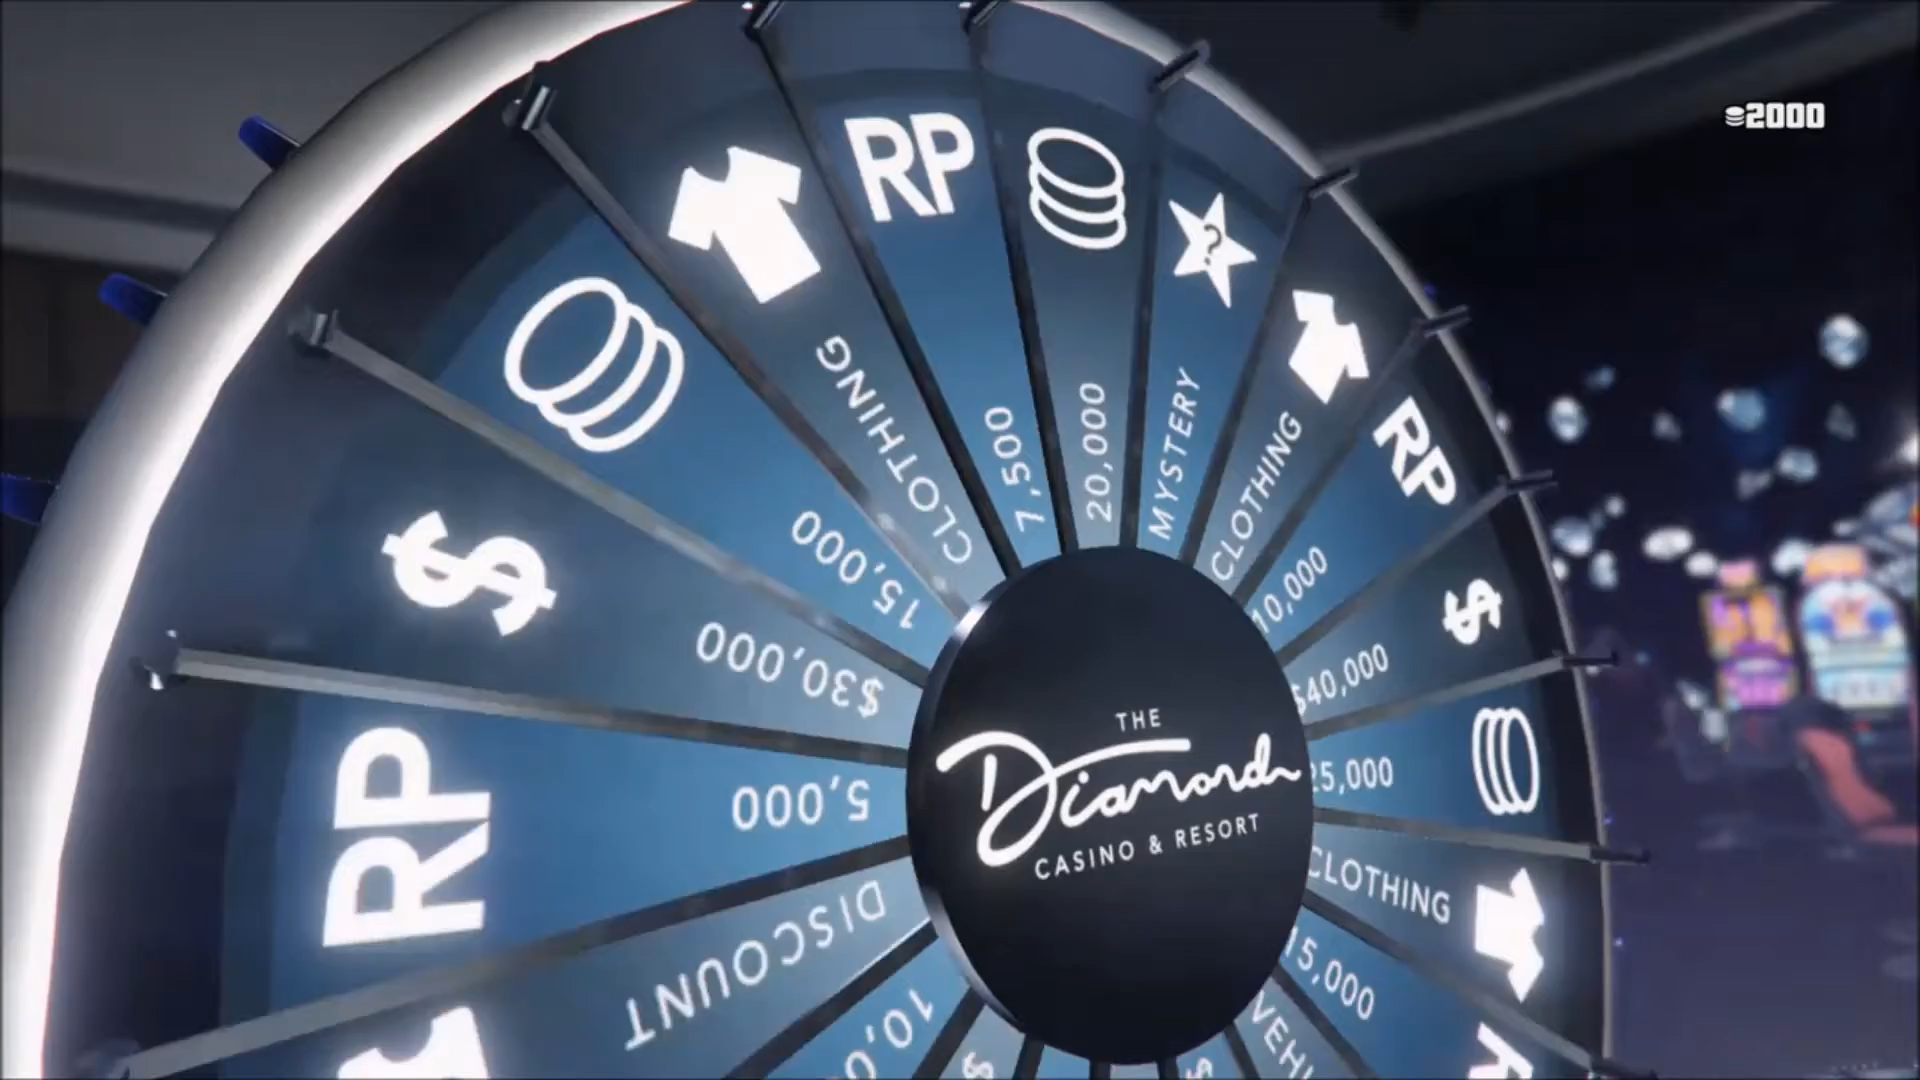 2000
RP
CLOTHING
7,500
20,000
?
MYSTERY
CLOTHING
RP
10,000
15,000
$
$30,000
$
$40,000
25,000
RP
5,000
THE
Diamond
CASINO & RESORT
CLOTHING
DISCOUNT
15,000